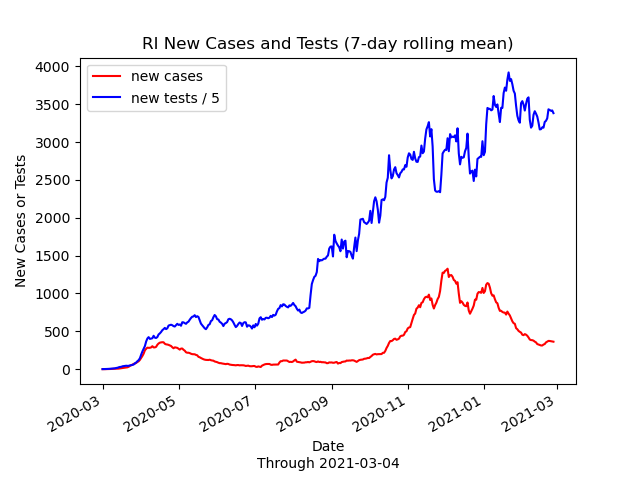 RI New Cases and Tests (7-day rolling mean)
new cases
new tests / 5
New Cases or Tests
4000
3500
3000
2500
2000
1500
1000
500
0
2020-03
2020-05
2020-07
2020-09
2020-11
2021-01
2021-03
Date
Through 2021-03-04